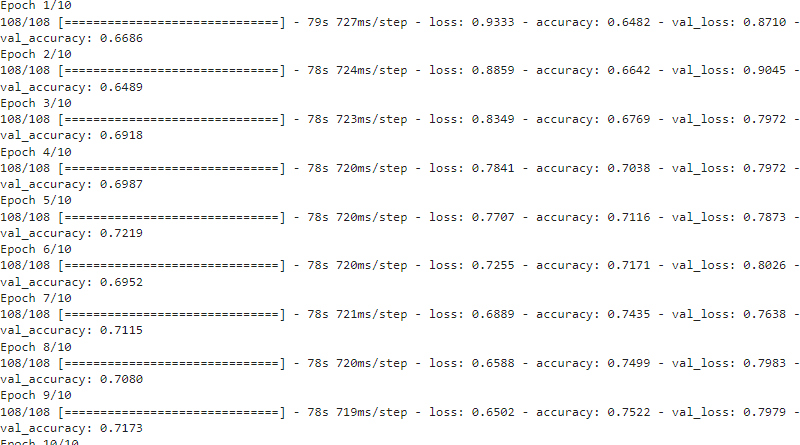 Epoch 1/10
108/108 [==============================] - 79s 727ms/step - loss: 0.9333 - accuracy: 0.6482 - val_loss: 0.8710 -
val_accuracy: 0.6686
Epoch 2/10
108/108 [==============================] - 78s 724ms/step - loss: 0.8859 - accuracy: 0.6642 - val_loss: 0.9045 -
val_accuracy: 0.6489
Epoch 3/10
108/108 [==============================] - 78s 723ms/step - loss: 0.8349 - accuracy: 0.6769 - val_loss: 0.7972 -
val_accuracy: 0.6918
Epoch 4/10
108/108 [==============================] - 78s 720ms/step - loss: 0.7841 - accuracy: 0.7038 - val_loss: 0.7972 -
val_accuracy: 0.6987
Epoch 5/10
108/108 [==============================] - 78s 720ms/step - loss: 0.7707 - accuracy: 0.7116 - val_loss: 0.7873 -
val_accuracy: 0.7219
Epoch 6/10
108/108 [==============================] - 78s 720ms/step - loss: 0.7255 - accuracy: 0.7171 - val_loss: 0.8026 -
val_accuracy: 0.6952
Epoch 7/10
108/108 [==============================] - 78s 721ms/step - loss: 0.6889 - accuracy: 0.7435 - val_loss: 0.7638 -
val_accuracy: 0.7115
Epoch 8/10
108/108 [==============================] - 78s 720ms/step - loss: 0.6588 - accuracy: 0.7499 - val_loss: 0.7983 -
val_accuracy: 0.7080
Epoch 9/10
108/108 [==============================] - 78s 719ms/step - loss: 0.6502 - accuracy: 0.7522 - val_loss: 0.7979 -
val_accuracy: 0.7173
Epoch 10/10